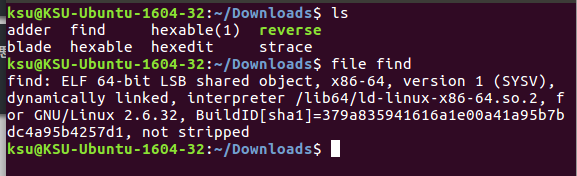 ksu@KSU-Ubuntu-1604-32:~/Downloads$ ls
adder  find     hexable(1)  reverse
blade  hexable  hexedit     strace
ksu@KSU-Ubuntu-1604-32:~/Downloads$ file find
find: ELF 64-bit LSB shared object, x86-64, version 1 (SYSV),
dynamically linked, interpreter /lib64/ld-linux-x86-64.so.2, f
or GNU/Linux 2.6.32, BuildID[sha1]=379a835941616a1e00a41a95b7b
dc4a95b4257d1, not stripped
ksu@KSU-Ubuntu-1604-32:~/Downloads$